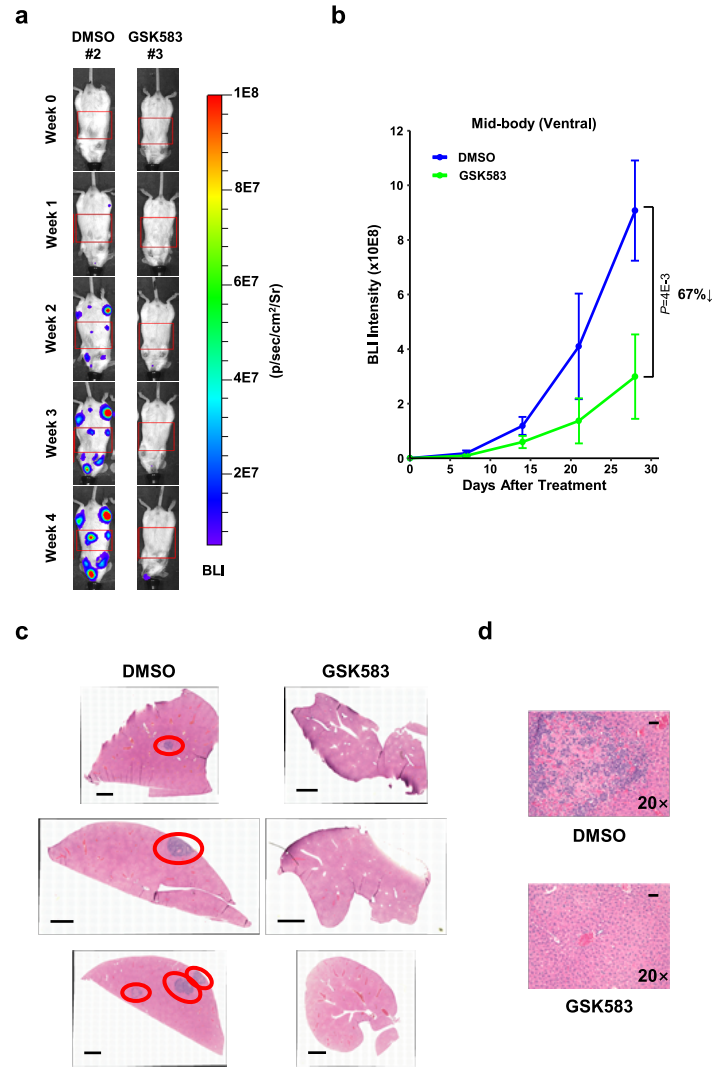 a
DMSO
#2
GSK583
#3
Week 0
Week 1
Week 2
Week 3
Week 4
1E8
8E7
6E7
4E7
2E7
(p/sec/cm²/Sr)
BLI
b
Mid-body (Ventral)
DMSO
GSK583
BLI Intensity (x10E8)
12
10
8
6
4
2
0
0 5 10 15 20 25 30
Days After Treatment
P=4E-3
67%↓
c
DMSO
GSK583
d
20×
DMSO
20×
GSK583